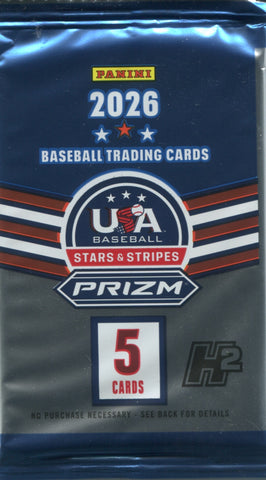 PANINI
2026
BASEBALL TRADING CARDS
USA
BASEBALL
STARS & STRIPES
PRIZM
5
CARDS
H2
NO PURCHASE NECESSARY - SEE BACK FOR DETAILS